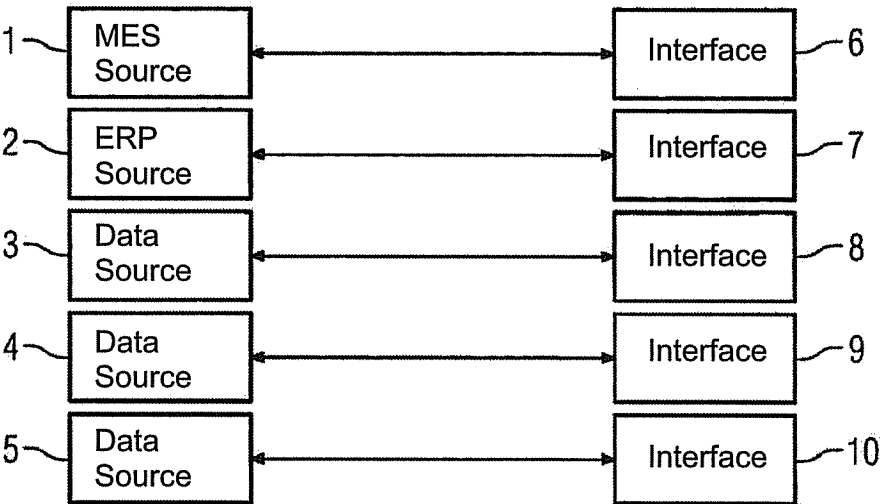 1
MES
Source
Interface
6
2
ERP
Source
Interface
7
3
Data
Source
Interface
8
4
Data
Source
Interface
9
5
Data
Source
Interface
10